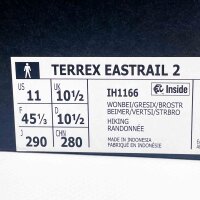 TERREX EASTRAIL 2
US 11 UK 10½
F 45⅓ D 10½
J 290 CHN 280
IH1166
Inside
WONBEI/GRESIX/BROSTR
BEIMER/VERTSI/STRBRO
HIKING
RANDONNÉE
MADE IN INDONESIA
FABRIQUÉ EN INDONÉSIE